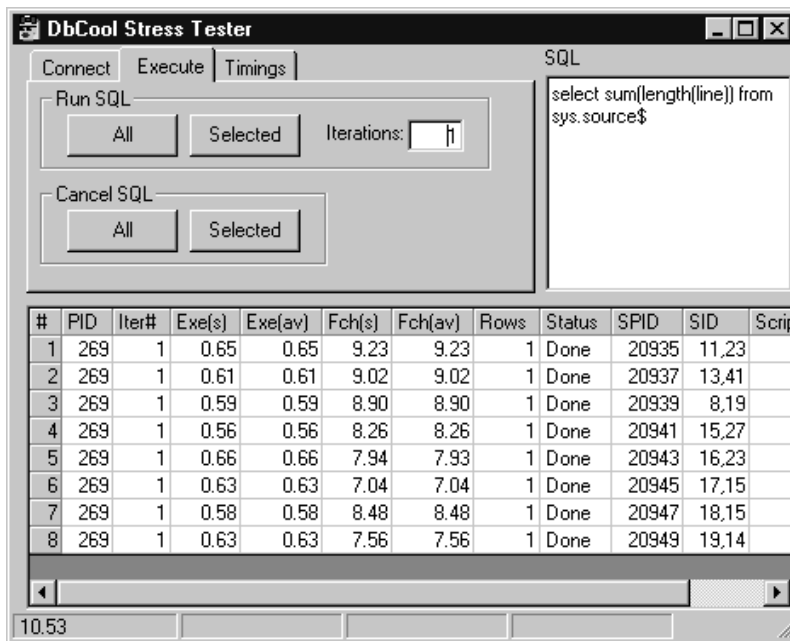 DbCool Stress Tester
Connect Execute Timings
Run SQL
All Selected Iterations: 1
Cancel SQL
All Selected
SQL
select sum(length(line)) from
sys.source$
# PID Iter# Exe(s) Exe(av) Fch(s) Fch(av) Rows Status SPID SID Scrip
1 269 1 0.65 0.65 9.23 9.23 1 Done 20935 11,23
2 269 1 0.61 0.61 9.02 9.02 1 Done 20937 13,41
3 269 1 0.59 0.59 8.90 8.90 1 Done 20939 8,19
4 269 1 0.56 0.56 8.26 8.26 1 Done 20941 15,27
5 269 1 0.66 0.66 7.94 7.93 1 Done 20943 16,23
6 269 1 0.63 0.63 7.04 7.04 1 Done 20945 17,15
7 269 1 0.58 0.58 8.48 8.48 1 Done 20947 18,15
8 269 1 0.63 0.63 7.56 7.56 1 Done 20949 19,14
10.53